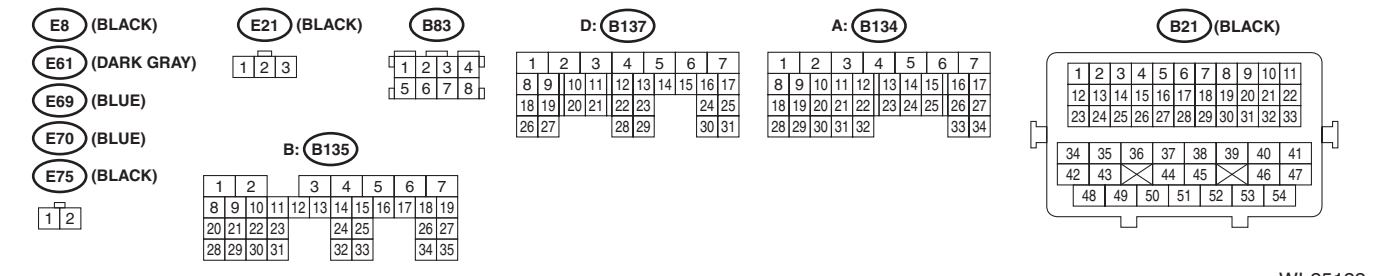 E8 (BLACK)
E61 (DARK GRAY)
E69 (BLUE)
E70 (BLUE)
E75 (BLACK)
1 2
E21 (BLACK)
1 2 3
B83
1 2 3 4
5 6 7 8
B: B135
1 2 3 4 5 6 7
8 9 10 11 12 13 14 15 16 17 18 19
20 21 22 23 24 25 26 27
28 29 30 31 32 33 34 35
D: B137
1 2 3 4 5 6 7
8 9 10 11 12 13 14 15 16 17
18 19 20 21 22 23 24 25
26 27 28 29 30 31
A: B134
1 2 3 4 5 6 7
8 9 10 11 12 13 14 15 16 17
18 19 20 21 22 23 24 25 26 27
28 29 30 31 32 33 34
B21 (BLACK)
1 2 3 4 5 6 7 8 9 10 11
12 13 14 15 16 17 18 19 20 21 22
23 24 25 26 27 28 29 30 31 32 33
34 35 36 37 38 39 40 41
42 43 44 45 46 47
48 49 50 51 52 53 54